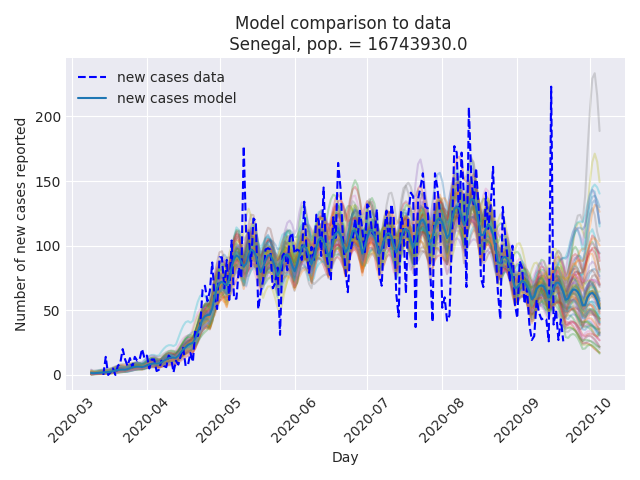 Model comparison to data
Senegal, pop. = 16743930.0
new cases data
new cases model
Number of new cases reported
200
150
100
50
0
2020-03
2020-04
2020-05
2020-06
2020-07
2020-08
2020-09
2020-10
Day